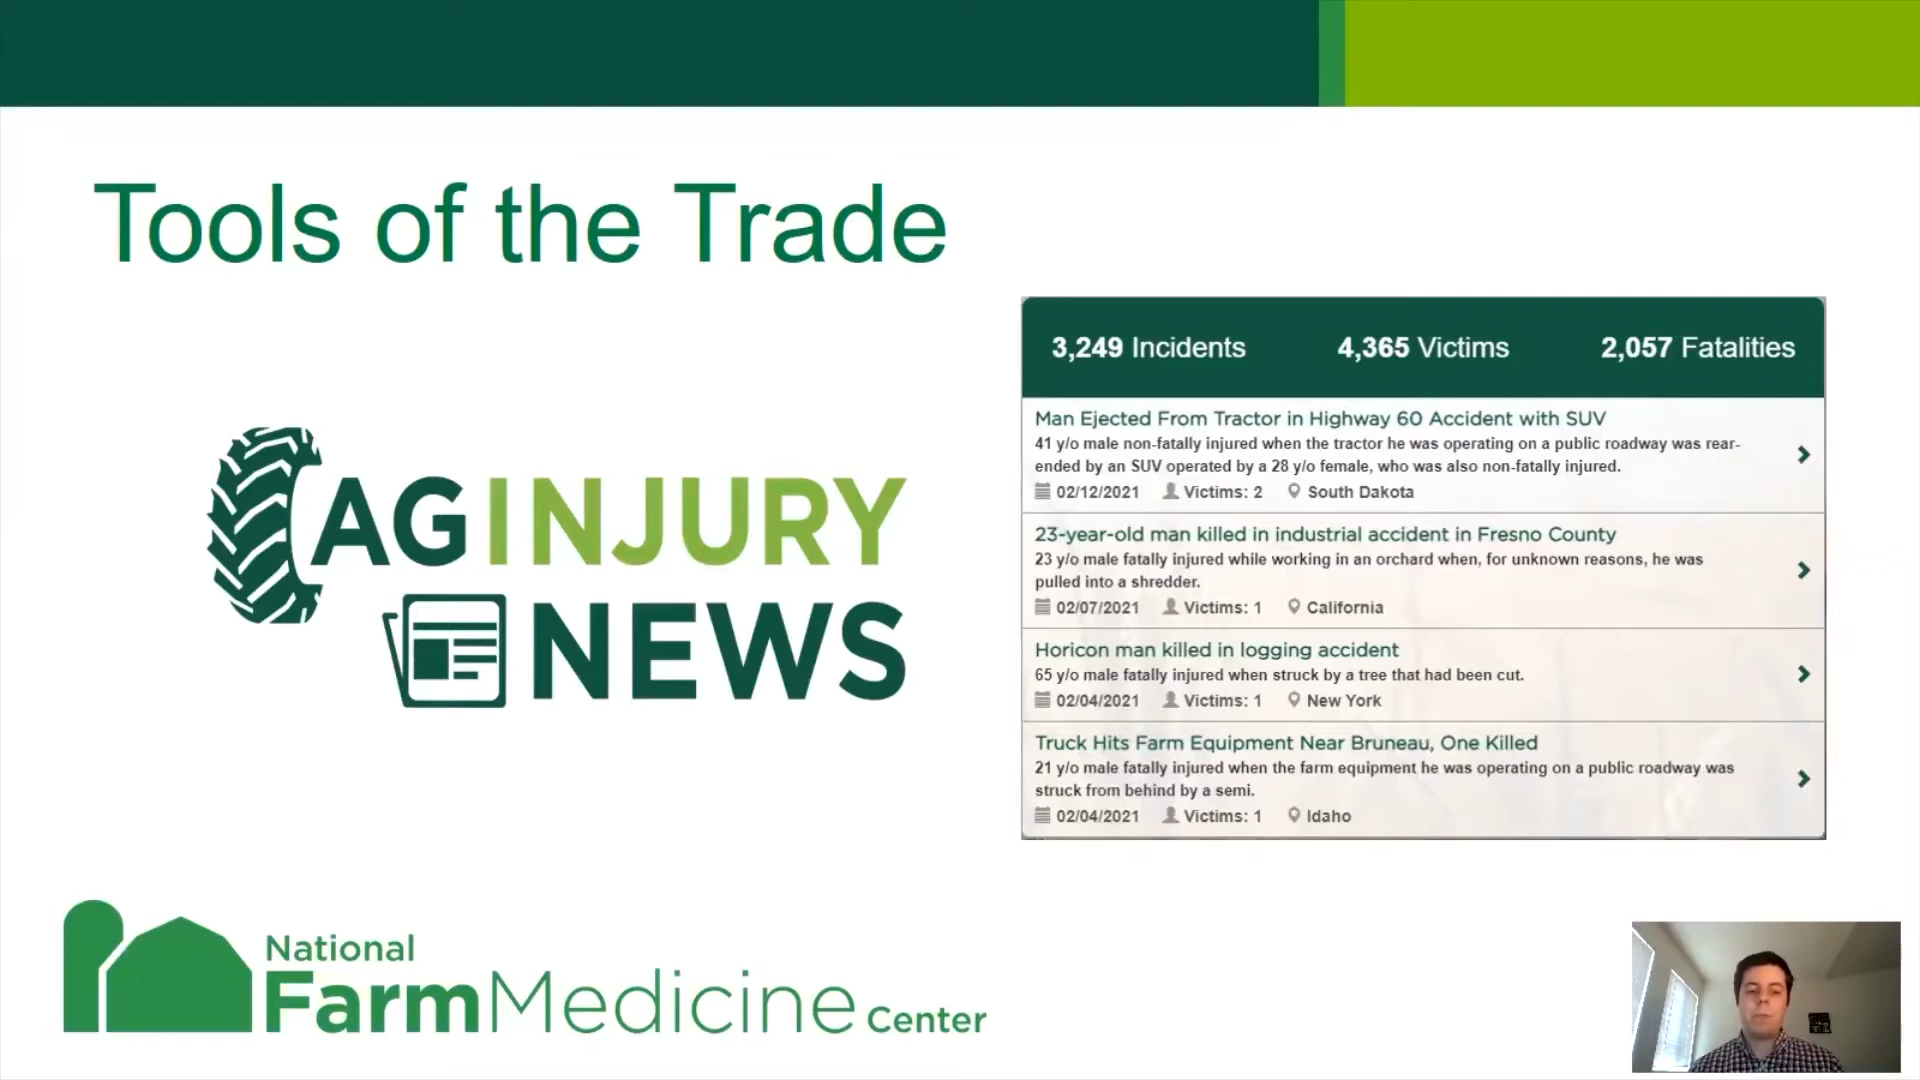 Tools of the Trade
AGINJURY
NEWS
3,249 Incidents 4,365 Victims 2,057 Fatalities
Man Ejected From Tractor in Highway 60 Accident with SUV
41 y/o male non-fatally injured when the tractor he was operating on a public roadway was rear-
ended by an SUV operated by a 28 y/o female, who was also non-fatally injured.
02/12/2021 Victims: 2 South Dakota
23-year-old man killed in industrial accident in Fresno County
23 y/o male fatally injured while working in an orchard when, for unknown reasons, he was
pulled into a shredder.
02/07/2021 Victims: 1 California
Horicon man killed in logging accident
65 y/o male fatally injured when struck by a tree that had been cut.
02/04/2021 Victims: 1 New York
Truck Hits Farm Equipment Near Bruneau, One Killed
21 y/o male fatally injured when the farm equipment he was operating on a public roadway was
struck from behind by a semi.
02/04/2021 Victims: 1 Idaho
National
FarmMedicine Center